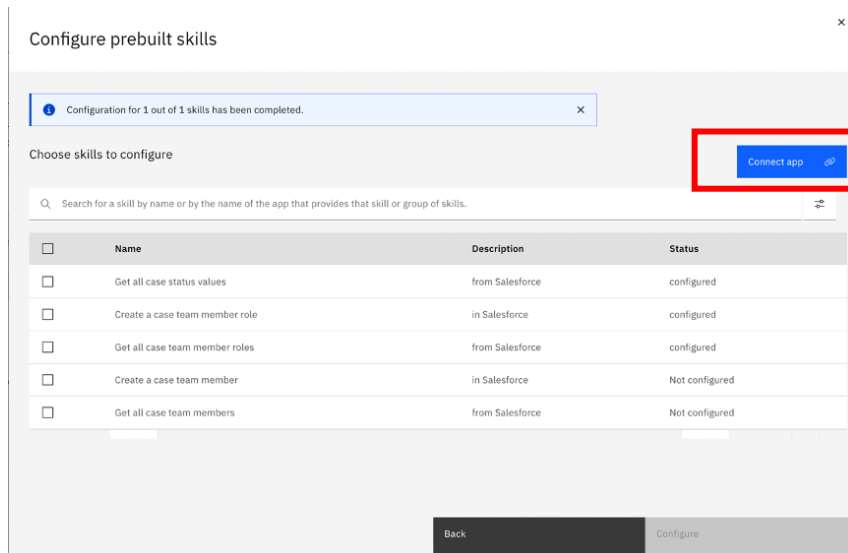 Configure prebuilt skills
Configuration for 1 out of 1 skills has been completed.
Choose skills to configure
Connect app
Search for a skill by name or by the name of the app that provides that skill or group of skills.
Name Description Status
Get all case status values from Salesforce configured
Create a case team member role in Salesforce configured
Get all case team member roles from Salesforce configured
Create a case team member in Salesforce Not configured
Get all case team members from Salesforce Not configured
Back Configure